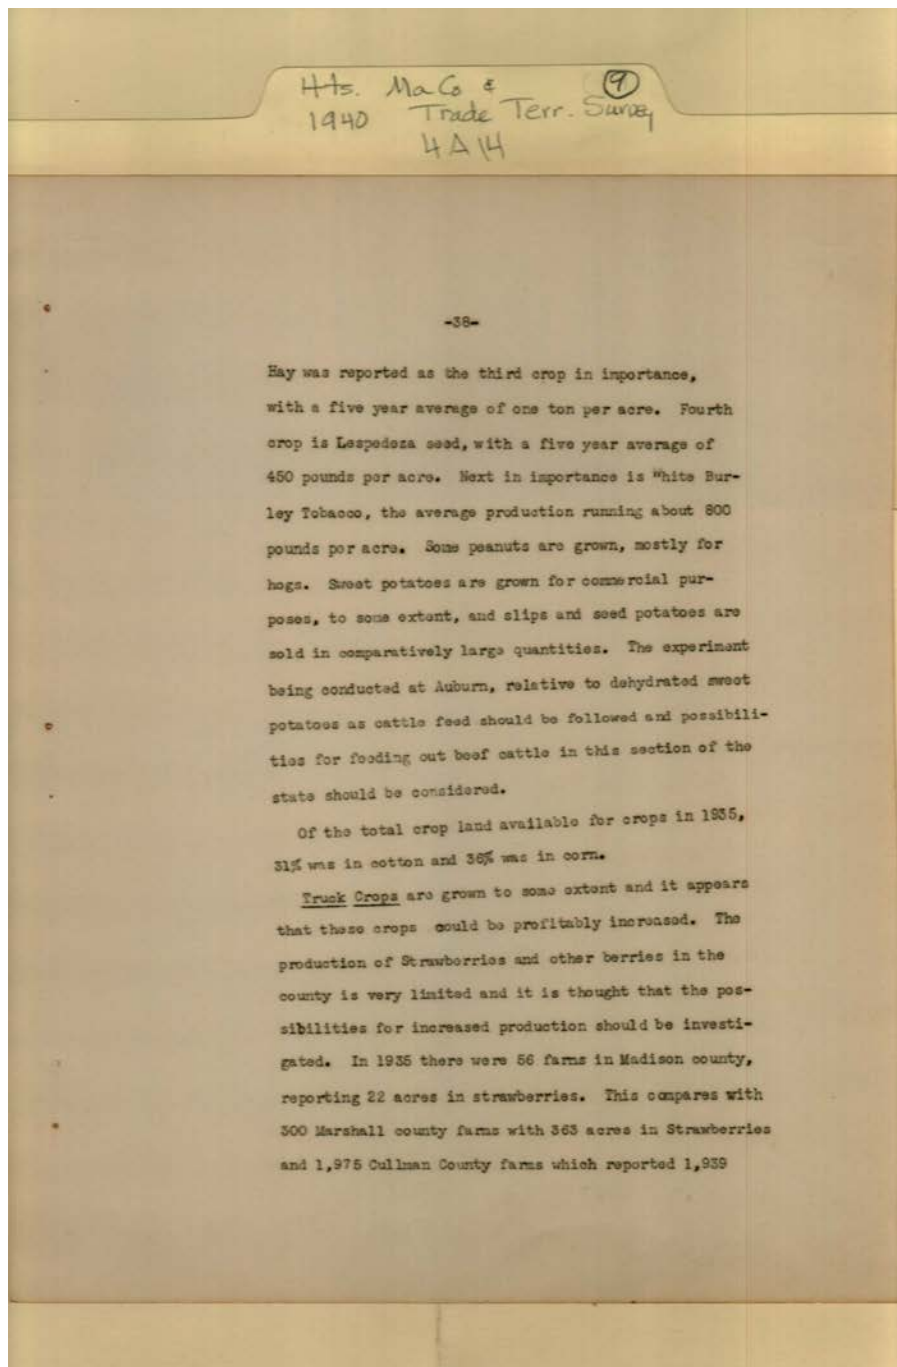 Hts. Ma Co & 9
1940 Trade Terr. Survey
4A14
-38-
Hay was reported as the third crop in importance,
with a five year average of one ton per acre. Fourth
crop is Lespedeza seed, with a five year average of
450 pounds per acre. Next in importance is White Bur-
ley Tobacco, the average production running about 800
pounds per acre. Some peanuts are grown, mostly for
hogs. Sweet potatoes are grown for commercial pur-
poses, to some extent, and slips and seed potatoes are
sold in comparatively large quantities. The experiment
being conducted at Auburn, relative to dehydrated sweet
potatoes as cattle feed should be followed and possibili-
ties for feeding out beef cattle in this section of the
state should be considered.
Of the total crop land available for crops in 1935,
31% was in cotton and 36% was in corn.
Truck Crops are grown to some extent and it appears
that these crops could be profitably increased. The
production of Strawberries and other berries in the
county is very limited and it is thought that the pos-
sibilities for increased production should be investi-
gated. In 1935 there were 56 farms in Madison county,
reporting 22 acres in strawberries. This compares with
300 Marshall county farms with 363 acres in Strawberries
and 1,975 Cullman County farms which reported 1,939